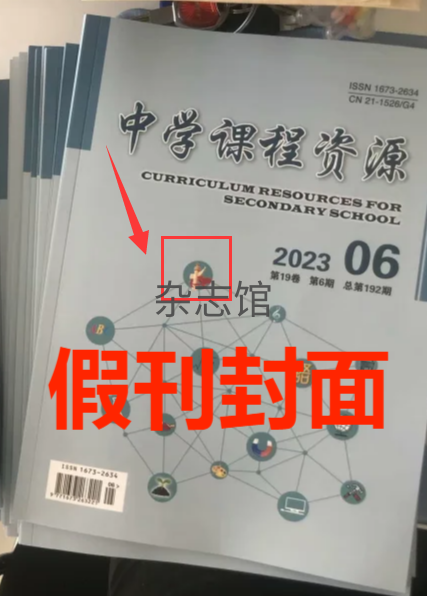 ISSN 1673-2634
CN 21-1526/G4
中学课程资源
CURRICULUM RESOURCES FOR
SECONDARY SCHOOL
2023 06
第19卷 第6期 总第192期
杂志馆
假刊封面
ISSN 1673-2634